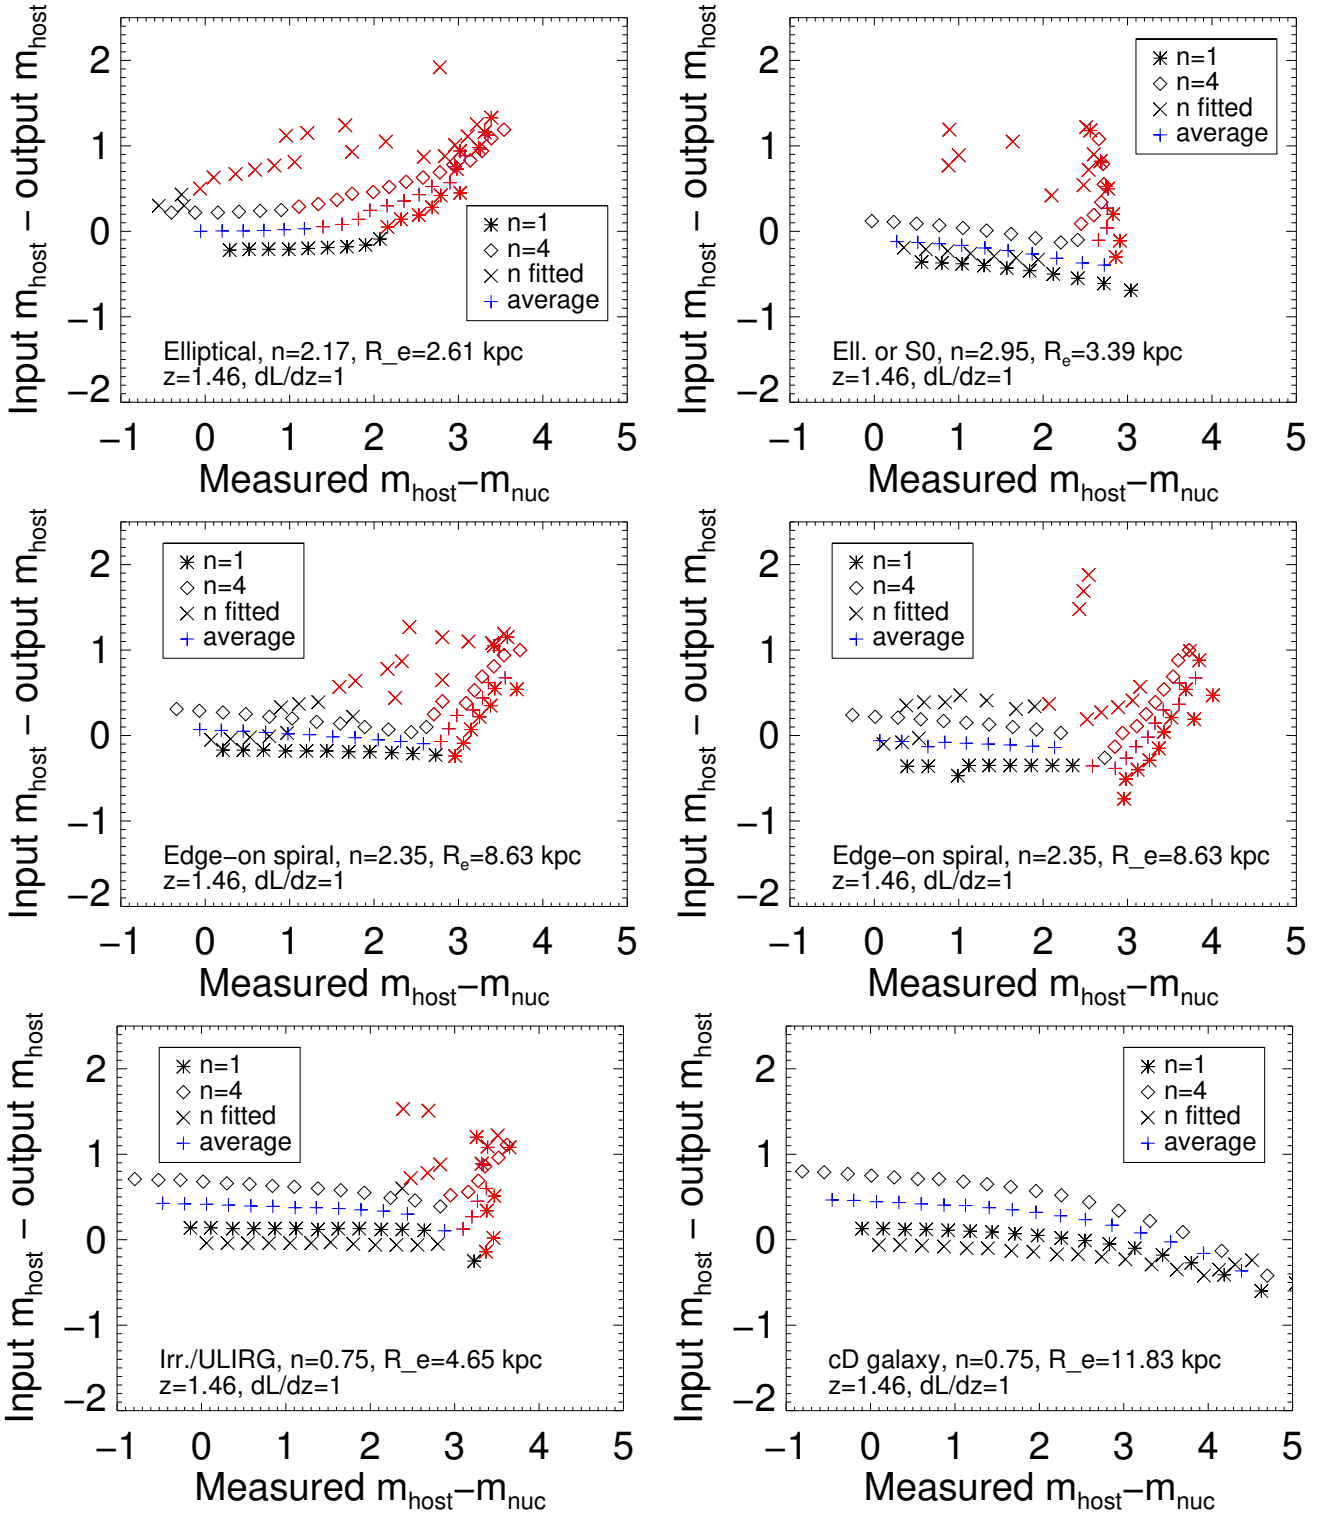 Input m_host − output m_host
2
1
0
−1
−2
n=1
n=4
n fitted
average
Elliptical, n=2.17, R_e=2.61 kpc
z=1.46, dL/dz=1
−1 0 1 2 3 4 5
Measured m_host−m_nuc
Input m_host − output m_host
2
1
0
−1
−2
n=1
n=4
n fitted
average
Ell. or S0, n=2.95, R_e=3.39 kpc
z=1.46, dL/dz=1
−1 0 1 2 3 4 5
Measured m_host−m_nuc
Input m_host − output m_host
2
1
0
−1
−2
n=1
n=4
n fitted
average
Edge−on spiral, n=2.35, R_e=8.63 kpc
z=1.46, dL/dz=1
−1 0 1 2 3 4 5
Measured m_host−m_nuc
Input m_host − output m_host
2
1
0
−1
−2
n=1
n=4
n fitted
average
Edge−on spiral, n=2.35, R_e=8.63 kpc
z=1.46, dL/dz=1
−1 0 1 2 3 4 5
Measured m_host−m_nuc
Input m_host − output m_host
2
1
0
−1
−2
n=1
n=4
n fitted
average
Irr./ULIRG, n=0.75, R_e=4.65 kpc
z=1.46, dL/dz=1
−1 0 1 2 3 4 5
Measured m_host−m_nuc
Input m_host − output m_host
2
1
0
−1
−2
n=1
n=4
n fitted
average
cD galaxy, n=0.75, R_e=11.83 kpc
z=1.46, dL/dz=1
−1 0 1 2 3 4 5
Measured m_host−m_nuc